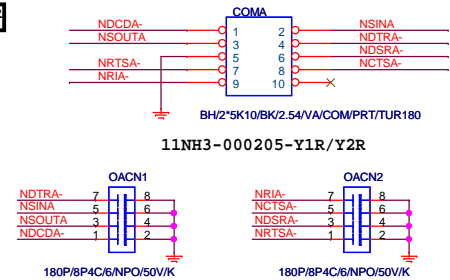 COMA
NDCDA- 1 2 NSINA
NSOUTA 3 4 NDTRA-
5 6 NDSRA-
NRTSA- 7 8 NCTSA-
NRIA- 9 10
BH/2*5K10/BK/2.54/VA/COM/PRT/TUR180
11NH3-000205-Y1R/Y2R
OACN1
NDTRA- 7 8
NSINA 5 6
NSOUTA 3 4
NDCDA- 1 2
180P/8P4C/6/NPO/50V/K
OACN2
NRIA- 7 8
NCTSA- 5 6
NDSRA- 3 4
NRTSA- 1 2
180P/8P4C/6/NPO/50V/K